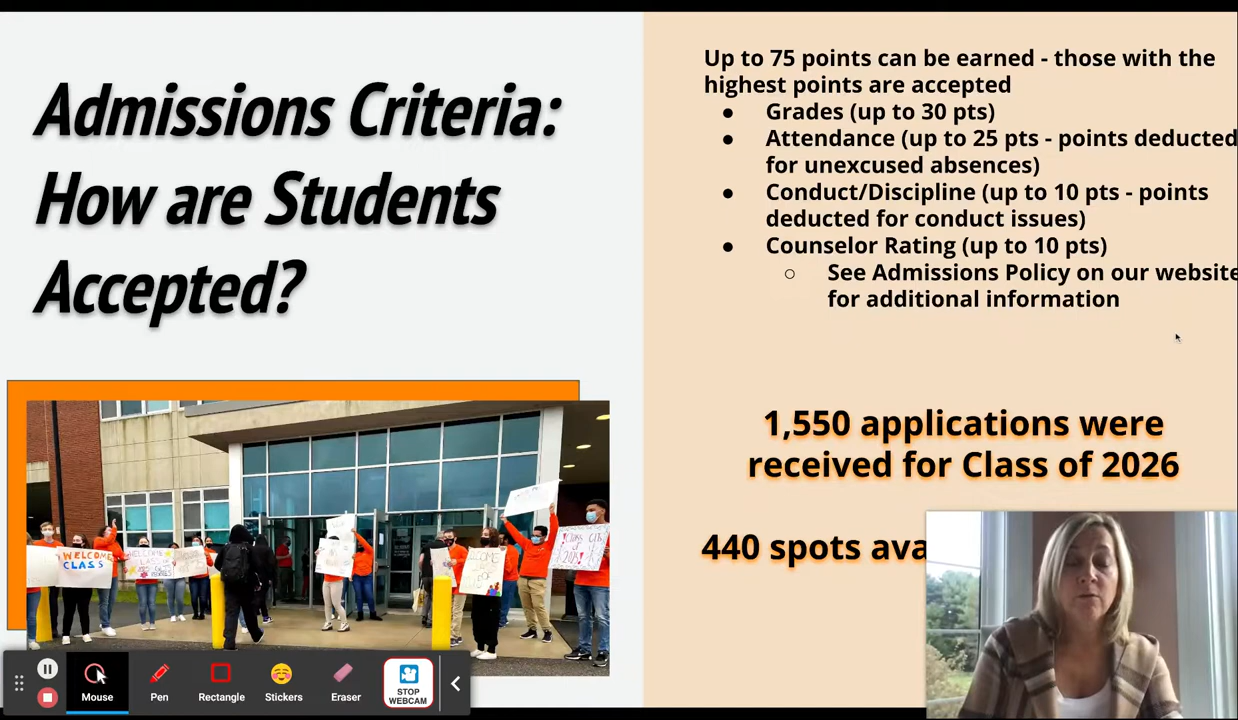 Admissions Criteria:
How are Students
Accepted?
Up to 75 points can be earned - those with the
highest points are accepted
● Grades (up to 30 pts)
● Attendance (up to 25 pts - points deducted
for unexcused absences)
● Conduct/Discipline (up to 10 pts - points
deducted for conduct issues)
● Counselor Rating (up to 10 pts)
○ See Admissions Policy on our website
for additional information
1,550 applications were
received for Class of 2026
440 spots
WELCOME
CLASS
WELCOME
CLASS
Mouse
Pen
Rectangle
Stickers
Eraser
STOP
WEBCAM